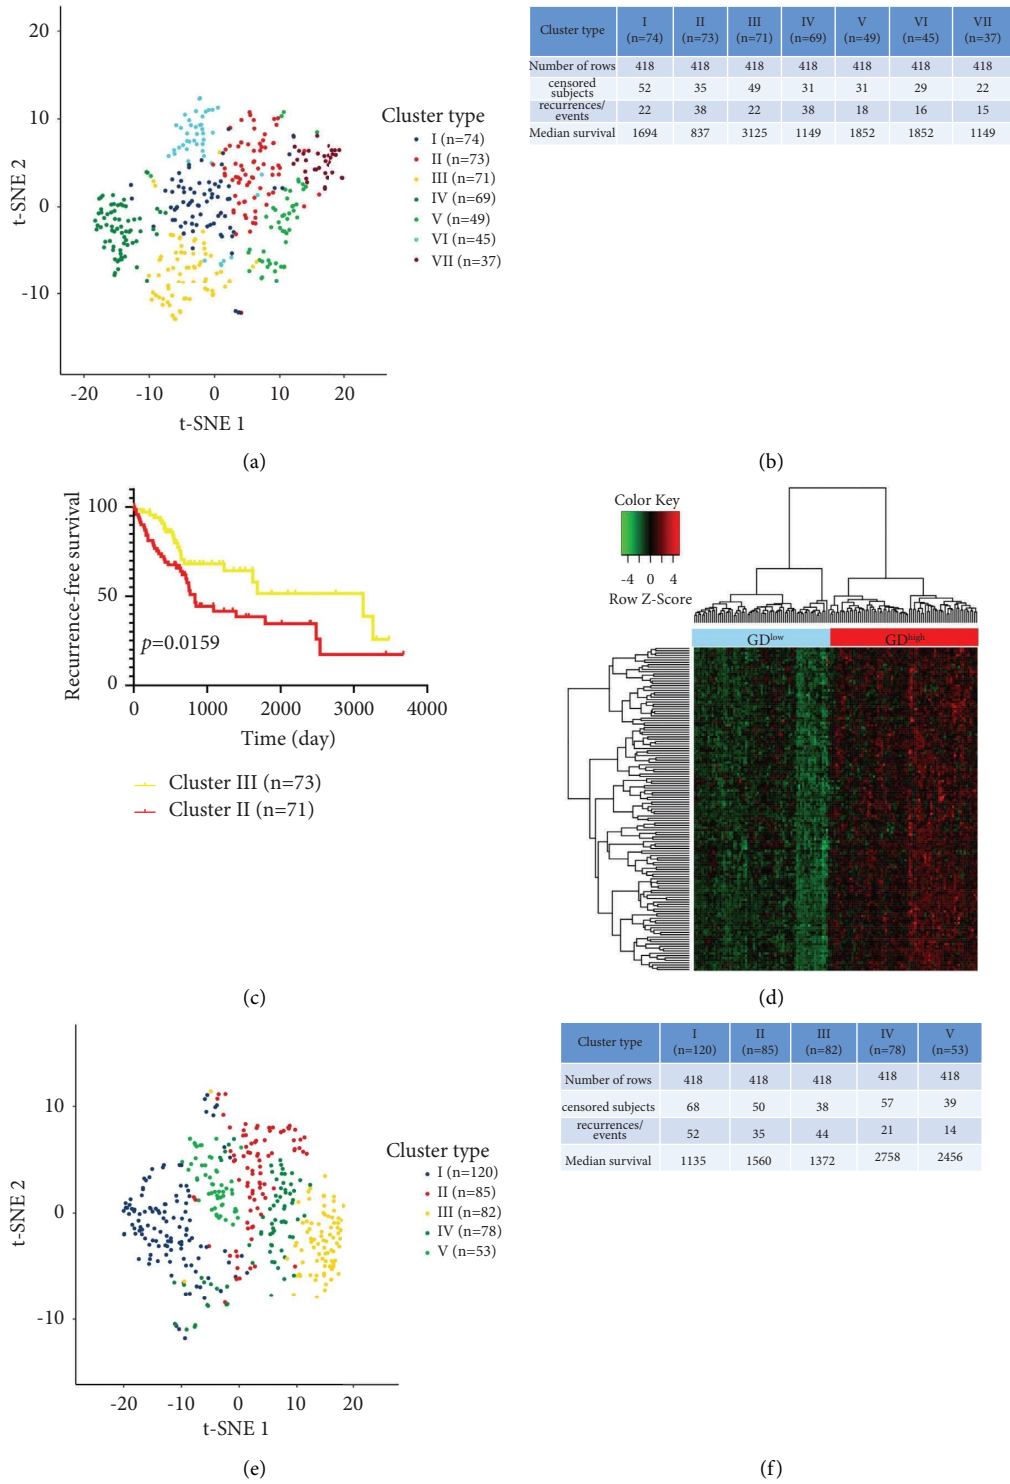 20
10
0
-10
t-SNE 2
-20 -10 0 10 20
t-SNE 1
Cluster type
I (n=74)
II (n=73)
III (n=71)
IV (n=69)
V (n=49)
VI (n=45)
VII (n=37)
(a)
Cluster type I (n=74) II (n=73) III (n=71) IV (n=69) V (n=49) VI (n=45) VII (n=37)
Number of rows 418 418 418 418 418 418 418
censored subjects 52 35 49 31 31 29 22
recurrences/ events 22 38 22 38 18 16 15
Median survival 1694 837 3125 1149 1852 1852 1149
(b)
Recurrence-free survival
100
50
0
p=0.0159
0 1000 2000 3000 4000
Time (day)
Cluster III (n=73)
Cluster II (n=71)
(c)
Color Key
-4 0 4
Row Z-Score
GDlow GDhigh
(d)
10
0
-10
t-SNE 2
-20 -10 0 10 20
t-SNE 1
Cluster type
I (n=120)
II (n=85)
III (n=82)
IV (n=78)
V (n=53)
(e)
Cluster type I (n=120) II (n=85) III (n=82) IV (n=78) V (n=53)
Number of rows 418 418 418 418 418
censored subjects 68 50 38 57 39
recurrences/ events 52 35 44 21 14
Median survival 1135 1560 1372 2758 2456
(f)